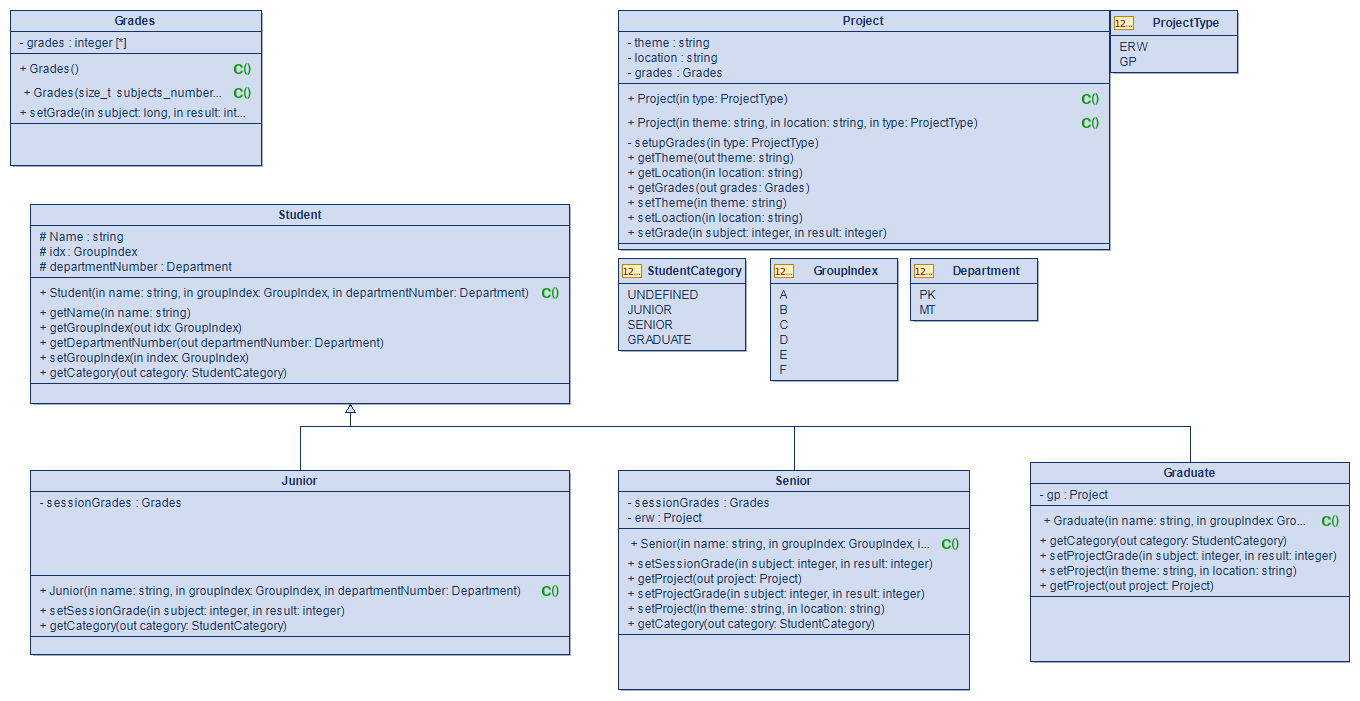 Grades
- grades : integer [*]
+ Grades() C()
+ Grades(size_t subjects_number... C()
+ setGrade(in subject: long, in result: int...
Project
- theme : string
- location : string
- grades : Grades
+ Project(in type: ProjectType) C()
+ Project(in theme: string, in location: string, in type: ProjectType) C()
- setupGrades(in type: ProjectType)
+ getTheme(out theme: string)
+ getLocation(in location: string)
+ getGrades(out grades: Grades)
+ setTheme(in theme: string)
+ setLoaction(in location: string)
+ setGrade(in subject: integer, in result: integer)
12... ProjectType
ERW
GP
Student
# Name : string
# idx : GroupIndex
# departmentNumber : Department
+ Student(in name: string, in groupIndex: GroupIndex, in departmentNumber: Department) C()
+ getName(in name: string)
+ getGroupIndex(out idx: GroupIndex)
+ getDepartmentNumber(out departmentNumber: Department)
+ setGroupIndex(in index: GroupIndex)
+ getCategory(out category: StudentCategory)
12... StudentCategory
UNDEFINED
JUNIOR
SENIOR
GRADUATE
12... GroupIndex
A
B
C
D
E
F
12... Department
PK
MT
Junior
- sessionGrades : Grades
+ Junior(in name: string, in groupIndex: GroupIndex, in departmentNumber: Department) C()
+ setSessionGrade(in subject: integer, in result: integer)
+ getCategory(out category: StudentCategory)
Senior
- sessionGrades : Grades
- erw : Project
+ Senior(in name: string, in groupIndex: GroupIndex, i... C()
+ setSessionGrade(in subject: integer, in result: integer)
+ getProject(out project: Project)
+ setProjectGrade(in subject: integer, in result: integer)
+ setProject(in theme: string, in location: string)
+ getCategory(out category: StudentCategory)
Graduate
- gp : Project
+ Graduate(in name: string, in groupIndex: Gro... C()
+ getCategory(out category: StudentCategory)
+ setProjectGrade(in subject: integer, in result: integer)
+ setProject(in theme: string, in location: string)
+ getProject(out project: Project)